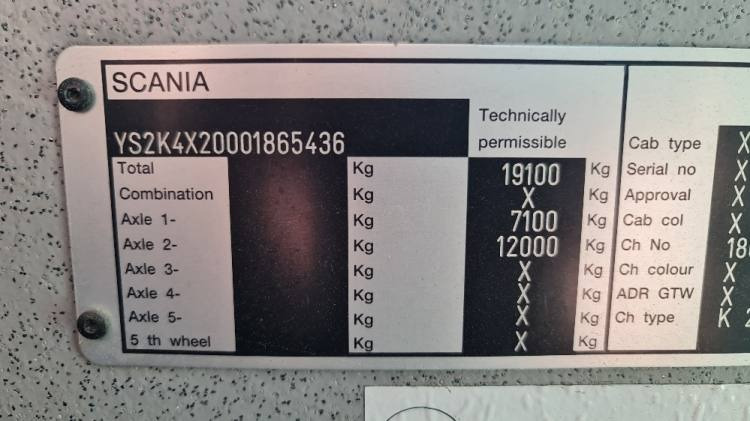 SCANIA
YS2K4X20001865436
Technically
permissible
Total Kg 19100 Kg
Combination Kg X Kg
Axle 1- Kg 7100 Kg
Axle 2- Kg 12000 Kg
Axle 3- Kg X Kg
Axle 4- Kg X Kg
Axle 5- Kg X Kg
5 th wheel Kg X Kg
Cab type X
Serial no X
Approval X
Cab col X
Ch No 18
Ch colour X
ADR GTW X
Ch type K